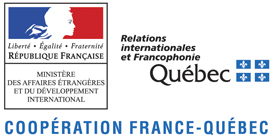 Liberté • Égalité • Fraternité
RÉPUBLIQUE FRANÇAISE
MINISTÈRE
DES AFFAIRES ÉTRANGÈRES
ET DU DÉVELOPPEMENT
INTERNATIONAL
Relations
internationales
et Francophonie
Québec
COOPÉRATION FRANCE-QUÉBEC